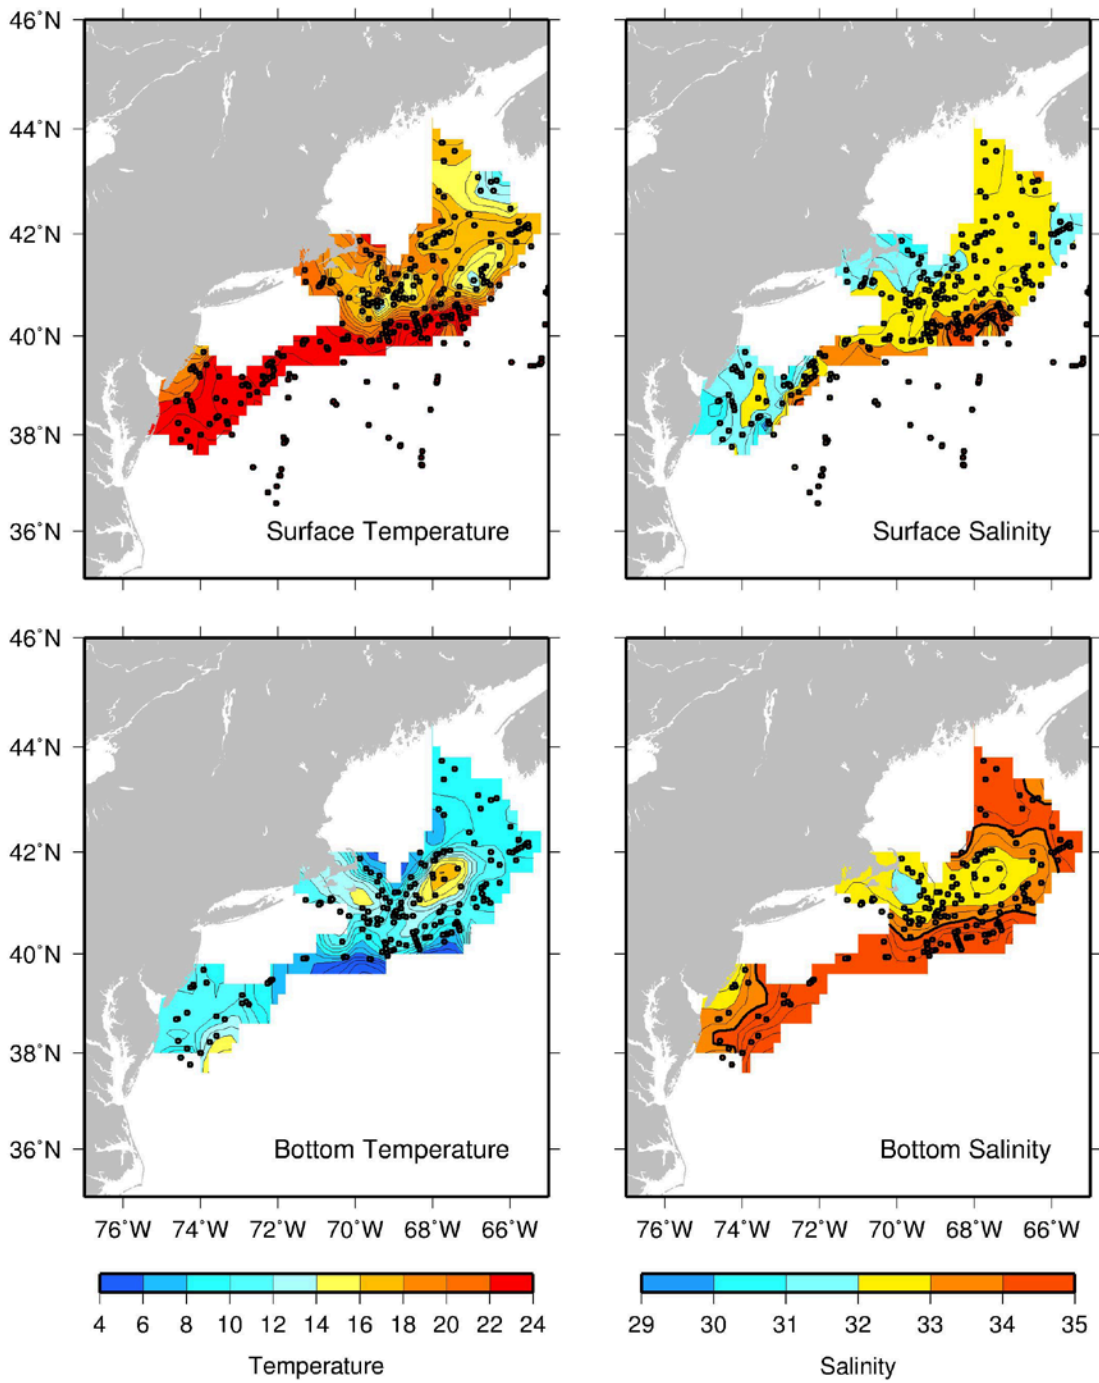 46°N
44°N
42°N
40°N
38°N
36°N
Surface Temperature
Surface Salinity
46°N
44°N
42°N
40°N
38°N
36°N
Bottom Temperature
Bottom Salinity
76°W 74°W 72°W 70°W 68°W 66°W
76°W 74°W 72°W 70°W 68°W 66°W
4 6 8 10 12 14 16 18 20 22 24
29 30 31 32 33 34 35
Temperature
Salinity